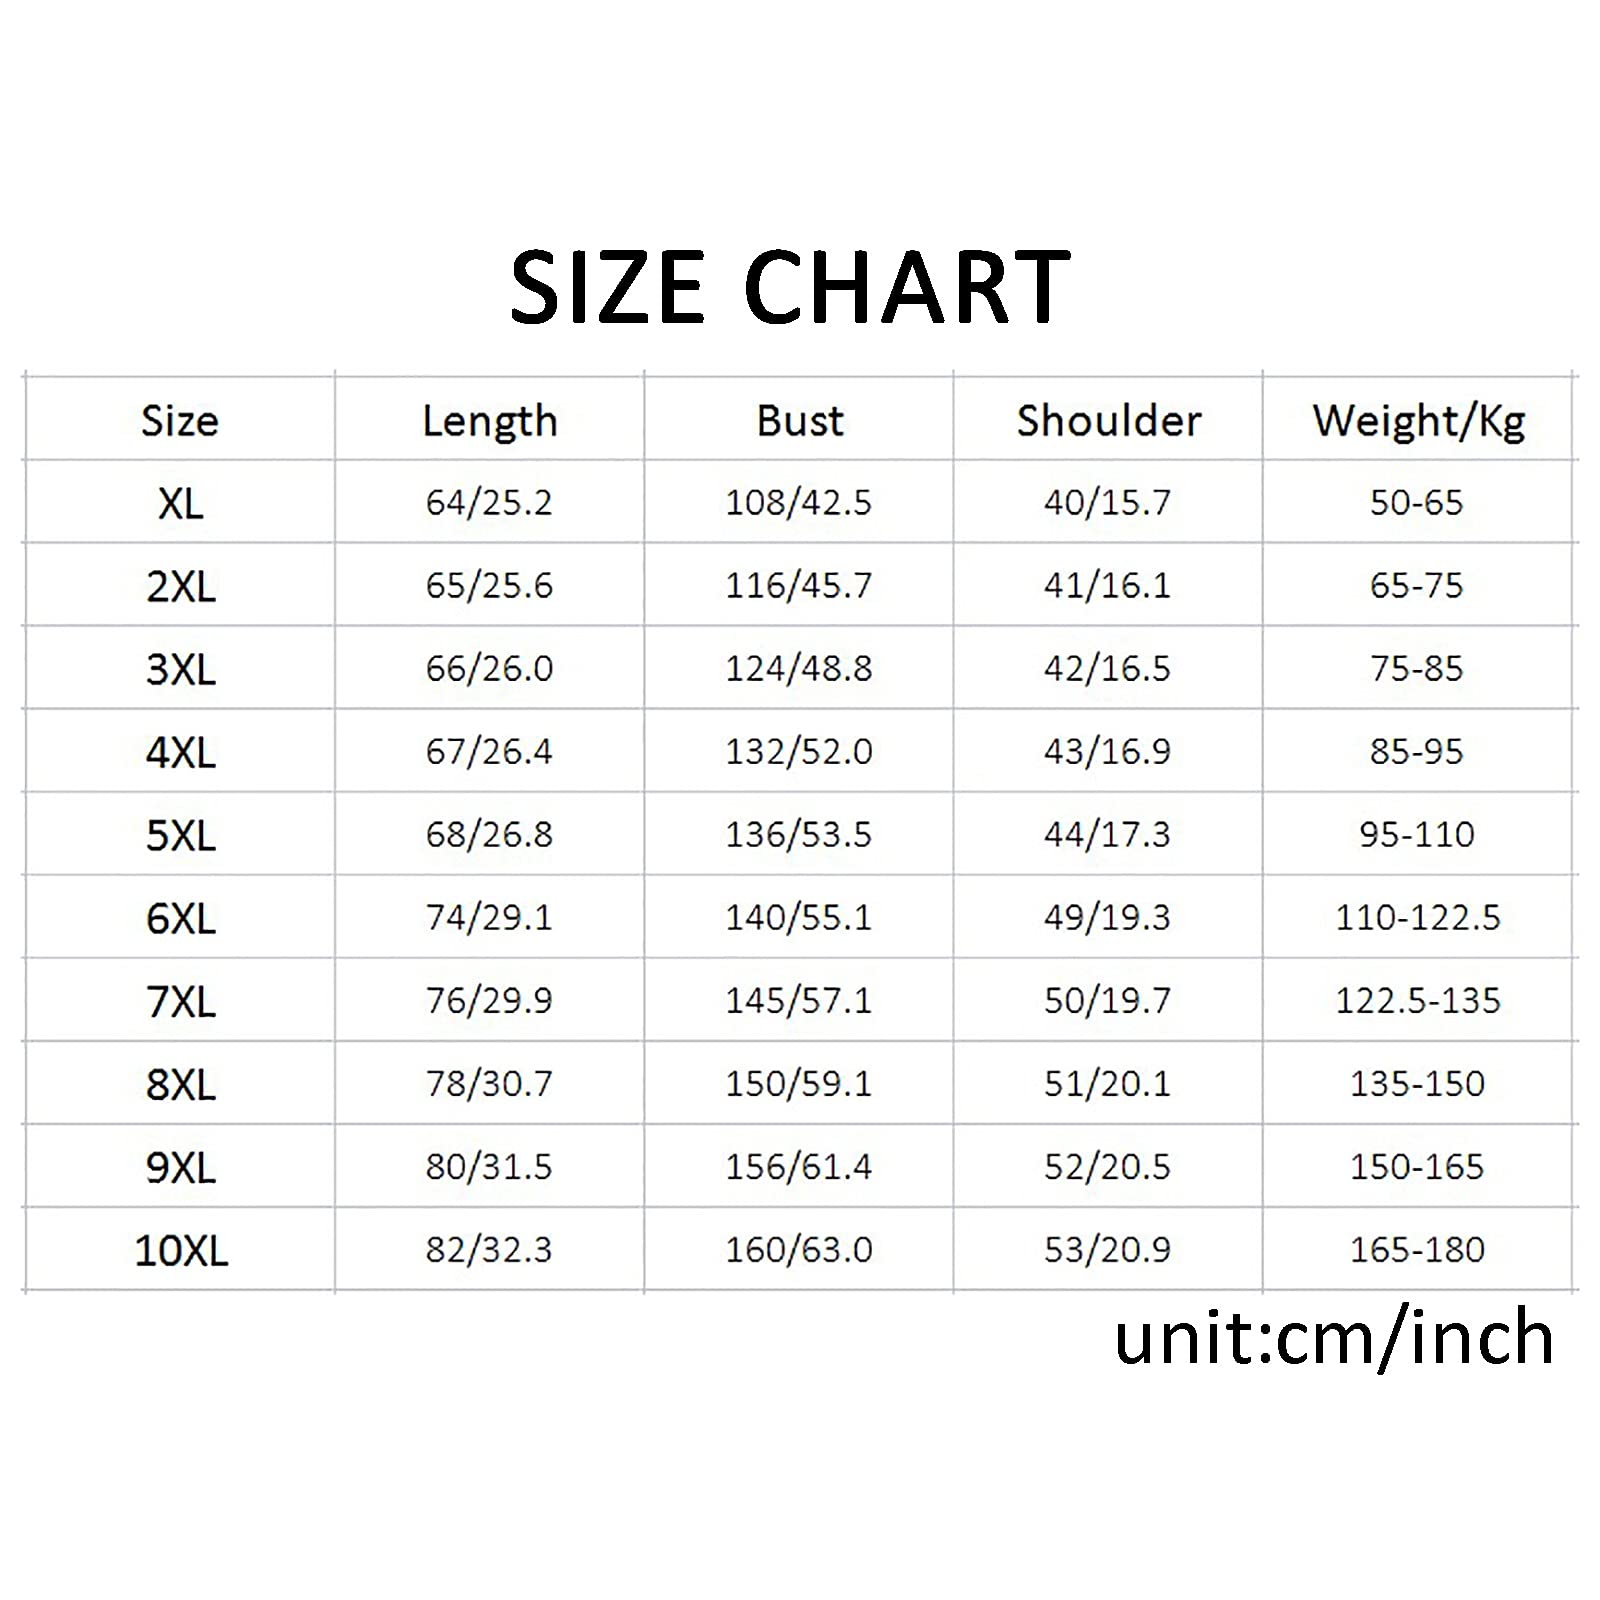 SIZE CHART
Size Length Bust Shoulder Weight/Kg
XL 64/25.2 108/42.5 40/15.7 50-65
2XL 65/25.6 116/45.7 41/16.1 65-75
3XL 66/26.0 124/48.8 42/16.5 75-85
4XL 67/26.4 132/52.0 43/16.9 85-95
5XL 68/26.8 136/53.5 44/17.3 95-110
6XL 74/29.1 140/55.1 49/19.3 110-122.5
7XL 76/29.9 145/57.1 50/19.7 122.5-135
8XL 78/30.7 150/59.1 51/20.1 135-150
9XL 80/31.5 156/61.4 52/20.5 150-165
10XL 82/32.3 160/63.0 53/20.9 165-180
unit:cm/inch